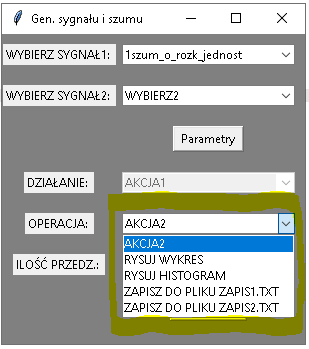 Gen. sygnału i szumu
WYBIERZ SYGNAŁ1: 1szum_o_rozk_jednost
WYBIERZ SYGNAŁ2: WYBIERZ2
Parametry
DZIAŁANIE: AKCJA1
OPERACJA: AKCJA2
AKCJA2
RYSUJ WYKRES
ILOŚĆ PRZEDZ.: RYSUJ HISTOGRAM
ZAPISZ DO PLIKU ZAPIS1.TXT
ZAPISZ DO PLIKU ZAPIS2.TXT